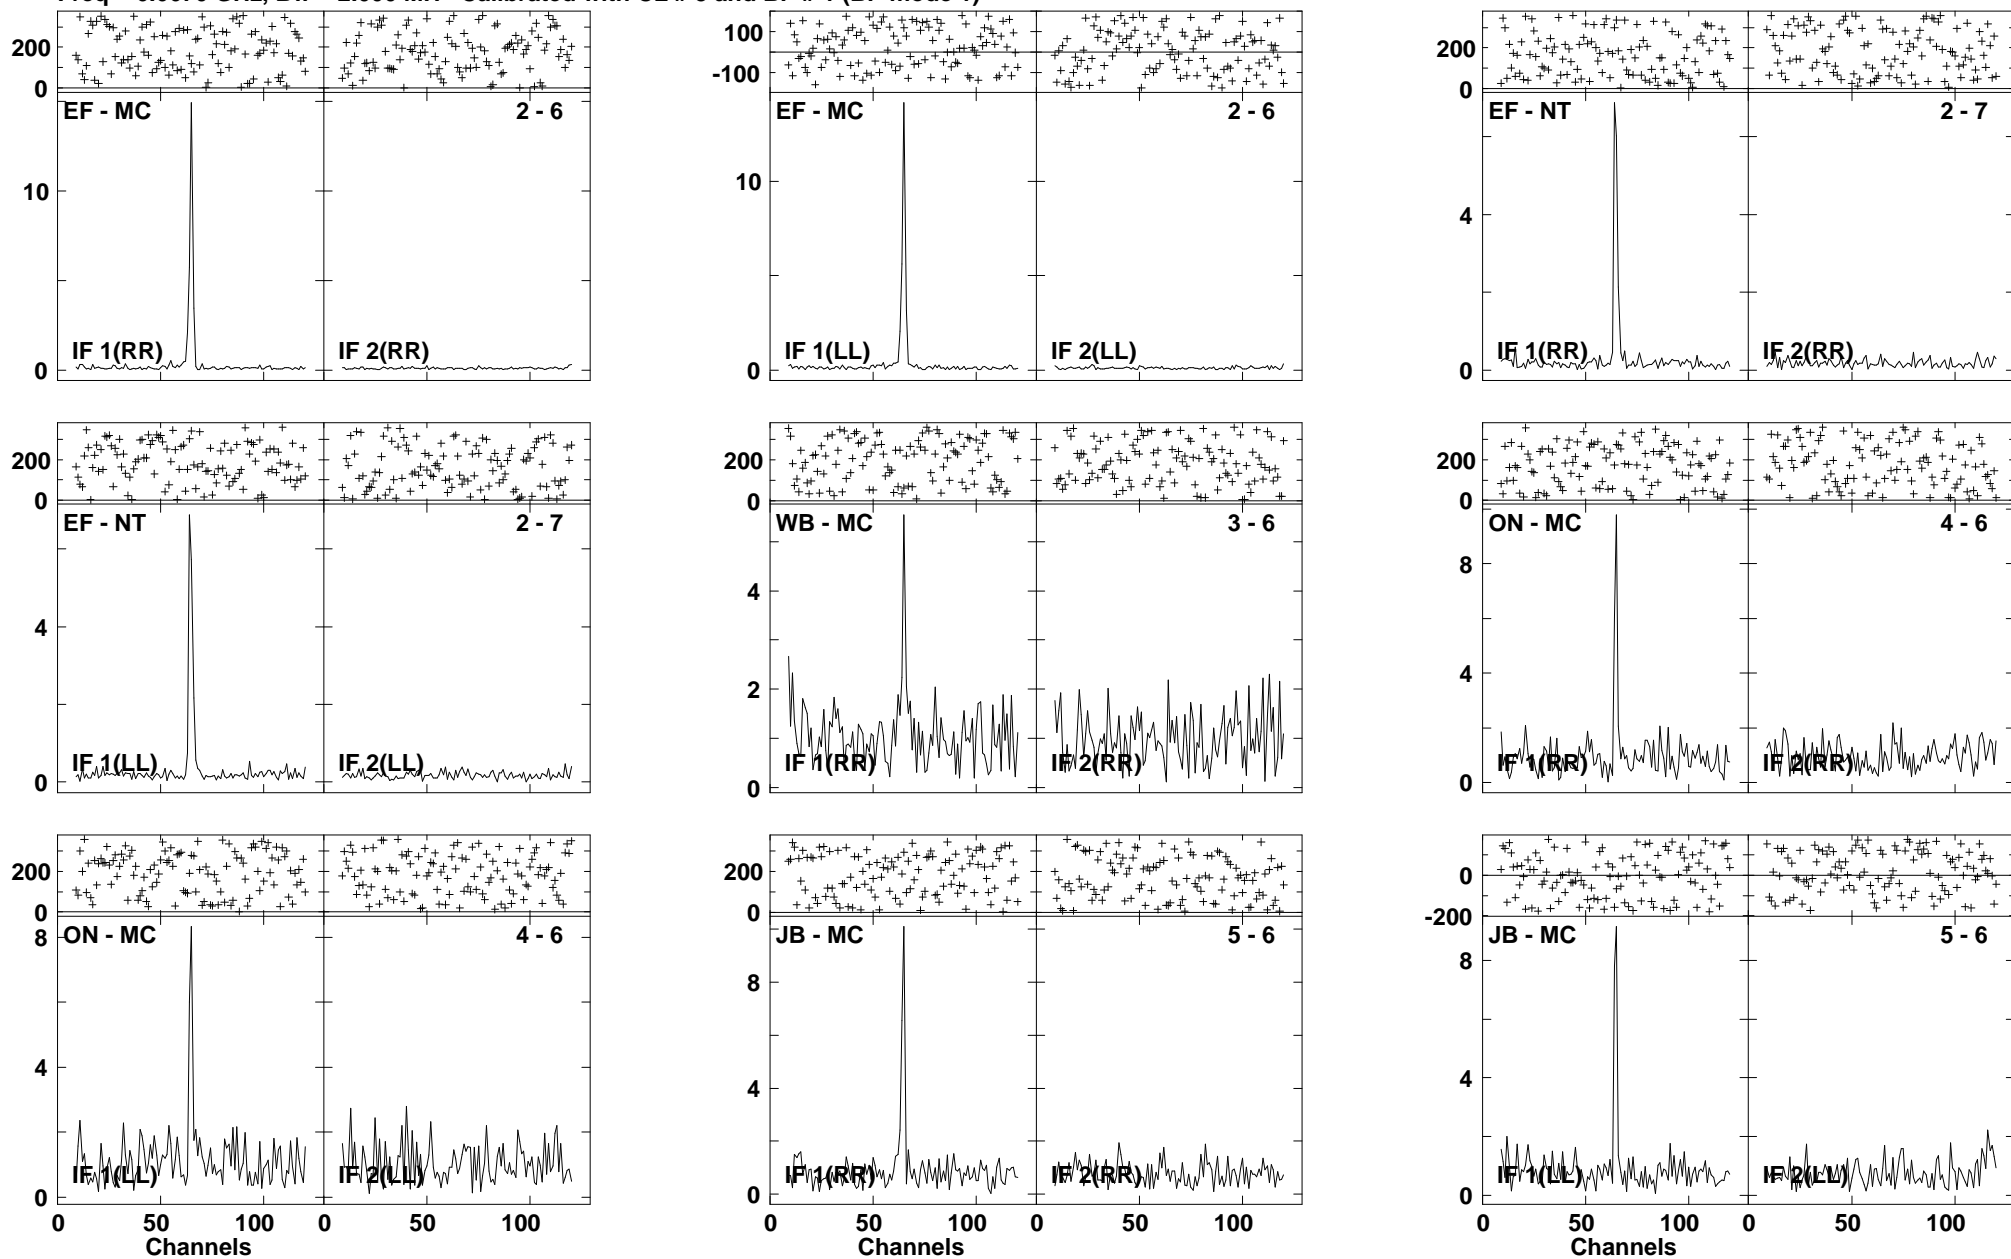 200
0
EF - MC
2 - 6
10
0
IF 1(RR)
IF 2(RR)
100
-100
EF - MC
2 - 6
10
0
IF 1(LL)
IF 2(LL)
200
0
EF - NT
2 - 7
4
0
IF 1(RR)
IF 2(RR)
200
0
EF - NT
2 - 7
4
0
IF 1(LL)
IF 2(LL)
200
0
WB - MC
3 - 6
4
2
0
IF 1(RR)
IF 2(RR)
200
0
ON - MC
4 - 6
8
4
0
IF 1(RR)
IF 2(RR)
200
0
ON - MC
4 - 6
8
4
0
IF 1(LL)
IF 2(LL)
0 50 100 0 50 100
Channels
200
0
JB - MC
5 - 6
8
4
0
IF 1(RR)
IF 2(RR)
0 50 100 0 50 100
Channels
0
-200
JB - MC
5 - 6
8
4
0
IF 1(LL)
IF 2(LL)
0 50 100 0 50 100
Channels